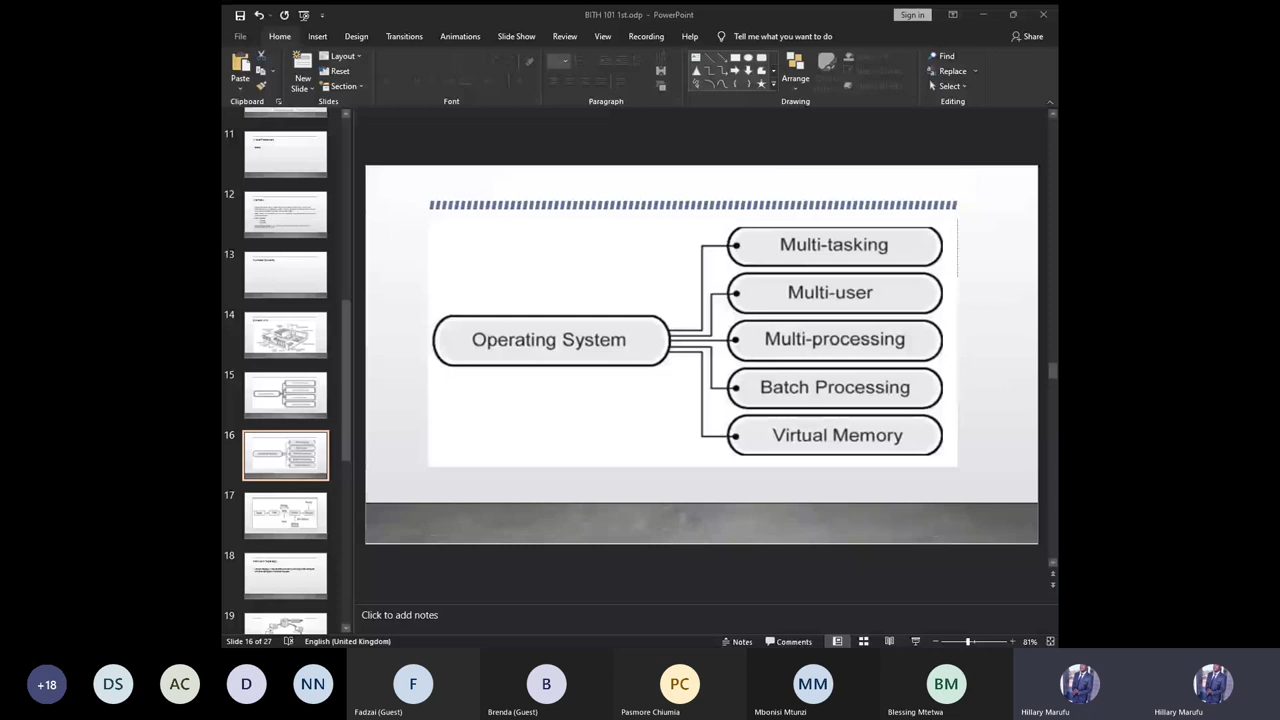 BITH 101 1st.odp - PowerPoint
Sign in
File Home Insert Design Transitions Animations Slide Show Review View Recording Help Tell me what you want to do Share
Paste
Clipboard
New Slide
Layout
Reset
Section
Slides
Font
Paragraph
Arrange
Drawing
Find
Replace
Select
Editing
11
12
13
14
15
16
17
18
19
Operating System
Multi-tasking
Multi-user
Multi-processing
Batch Processing
Virtual Memory
Click to add notes
Slide 16 of 27 English (United Kingdom) Notes Comments 81%
+18 DS AC D NN F B PC MM BM
Fadzai (Guest) Brenda (Guest) Pasmore Chiumia Mbonisi Mtunzi Blessing Mtetwa Hillary Marufu Hillary Marufu